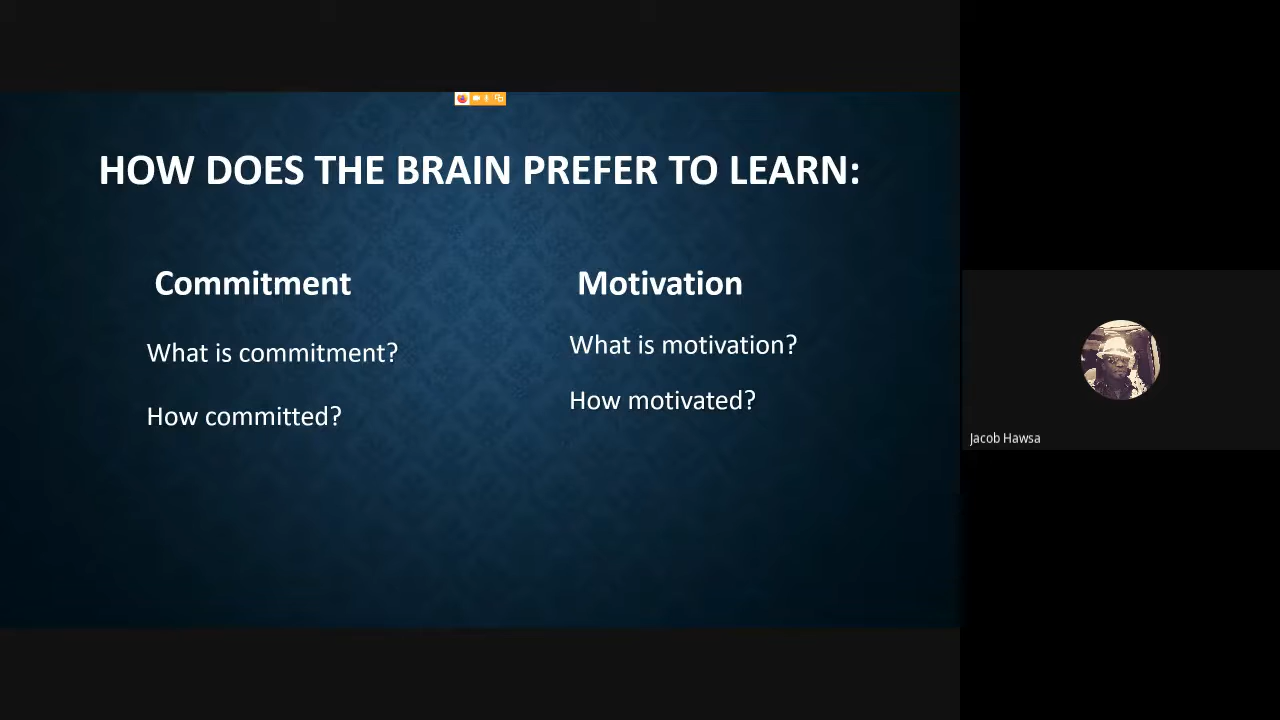 HOW DOES THE BRAIN PREFER TO LEARN:
Commitment
What is commitment?
How committed?
Motivation
What is motivation?
How motivated?
Jacob Hawsa